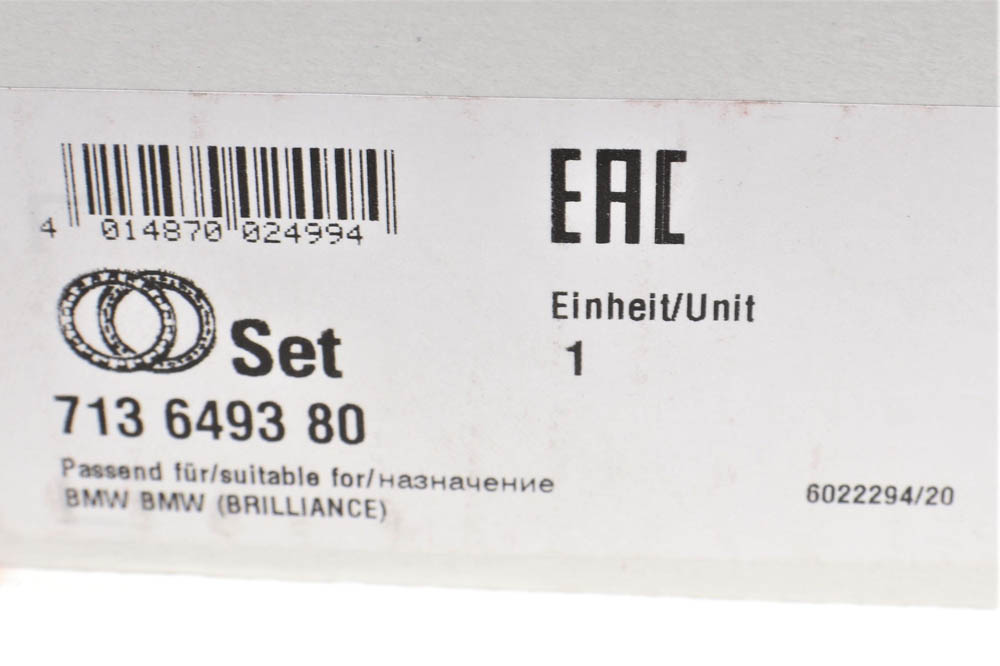 4 014870 024994
EAC
Set
Einheit/Unit
1
713 6493 80
Passend für/suitable for/назначение
BMW BMW (BRILLIANCE)
6022294/20